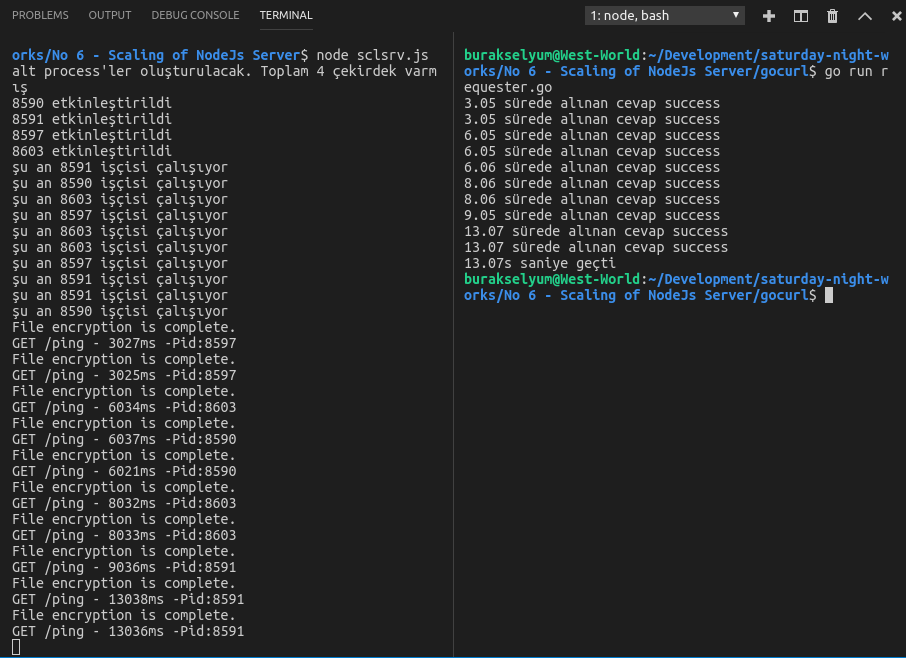 PROBLEMS OUTPUT DEBUG CONSOLE TERMINAL 1: node, bash
orks/No 6 - Scaling of NodeJs Server$ node sclsrv.js
alt process'ler oluşturulacak. Toplam 4 çekirdek varm
ış
8590 etkinleştirildi
8591 etkinleştirildi
8597 etkinleştirildi
8603 etkinleştirildi
şu an 8591 işçisi çalışıyor
şu an 8590 işçisi çalışıyor
şu an 8603 işçisi çalışıyor
şu an 8597 işçisi çalışıyor
şu an 8603 işçisi çalışıyor
şu an 8603 işçisi çalışıyor
şu an 8597 işçisi çalışıyor
şu an 8591 işçisi çalışıyor
şu an 8591 işçisi çalışıyor
şu an 8590 işçisi çalışıyor
File encryption is complete.
GET /ping - 3027ms -Pid:8597
File encryption is complete.
GET /ping - 3025ms -Pid:8597
File encryption is complete.
GET /ping - 6034ms -Pid:8603
File encryption is complete.
GET /ping - 6037ms -Pid:8590
File encryption is complete.
GET /ping - 6021ms -Pid:8590
File encryption is complete.
GET /ping - 8032ms -Pid:8603
File encryption is complete.
GET /ping - 8033ms -Pid:8603
File encryption is complete.
GET /ping - 9036ms -Pid:8591
File encryption is complete.
GET /ping - 13038ms -Pid:8591
File encryption is complete.
GET /ping - 13036ms -Pid:8591
burakselyum@West-World:~/Development/saturday-night-w
orks/No 6 - Scaling of NodeJs Server/gocurl$ go run r
equester.go
3.05 sürede alınan cevap success
3.05 sürede alınan cevap success
6.05 sürede alınan cevap success
6.05 sürede alınan cevap success
6.06 sürede alınan cevap success
8.06 sürede alınan cevap success
8.06 sürede alınan cevap success
9.05 sürede alınan cevap success
13.07 sürede alınan cevap success
13.07 sürede alınan cevap success
13.07s saniye geçti
burakselyum@West-World:~/Development/saturday-night-w
orks/No 6 - Scaling of NodeJs Server/gocurl$